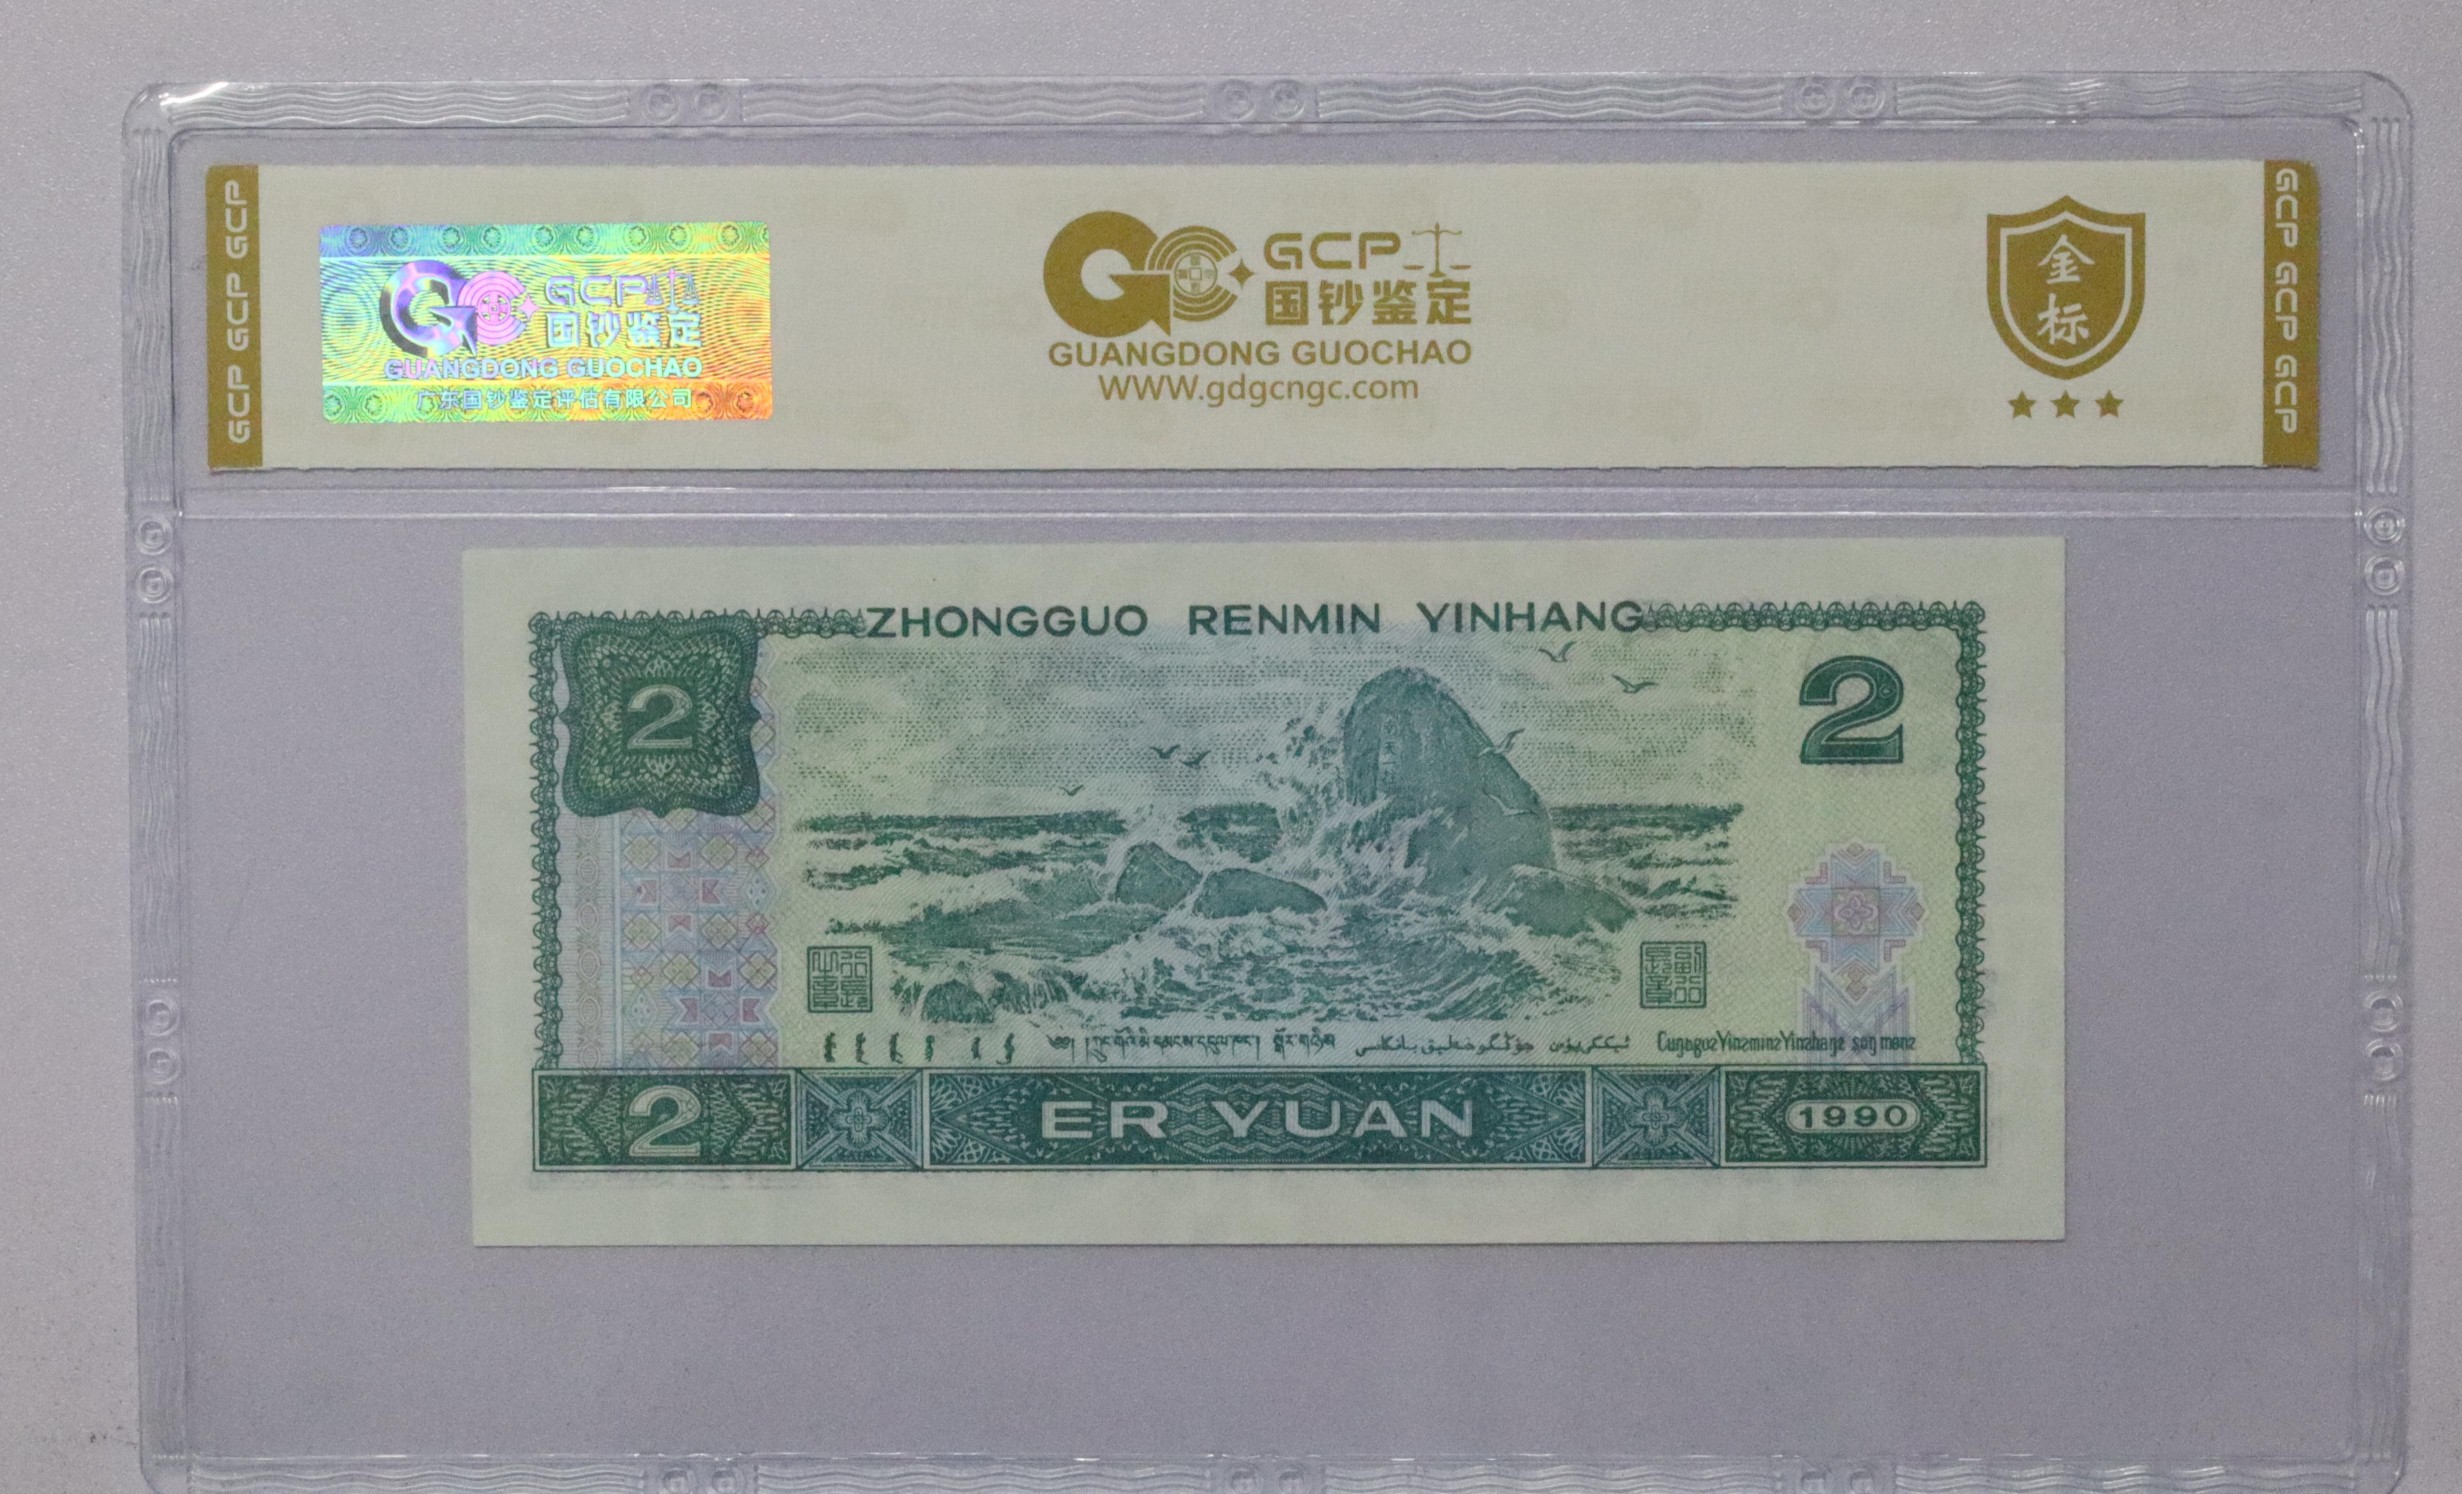 GCP GCP GCP
GCP
国钞鉴定
GUANGDONG GUOCHAO
广东国钞鉴定评估有限公司
GCP
国钞鉴定
GUANGDONG GUOCHAO
WWW.gdgcngc.com
金标
GCP GCP GCP
ZHONGGUO RENMIN YINHANG
2
2
2
ER YUAN
1990